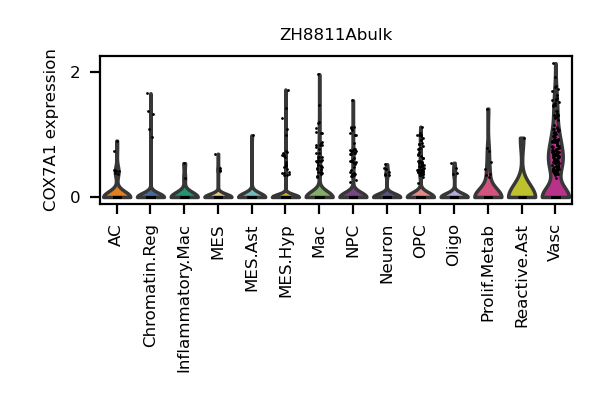 ZH8811Abulk
COX7A1 expression
2
0
AC
Chromatin.Reg
Inflammatory.Mac
MES
MES.Ast
MES.Hyp
Mac
NPC
Neuron
OPC
Oligo
Prolif.Metab
Reactive.Ast
Vasc